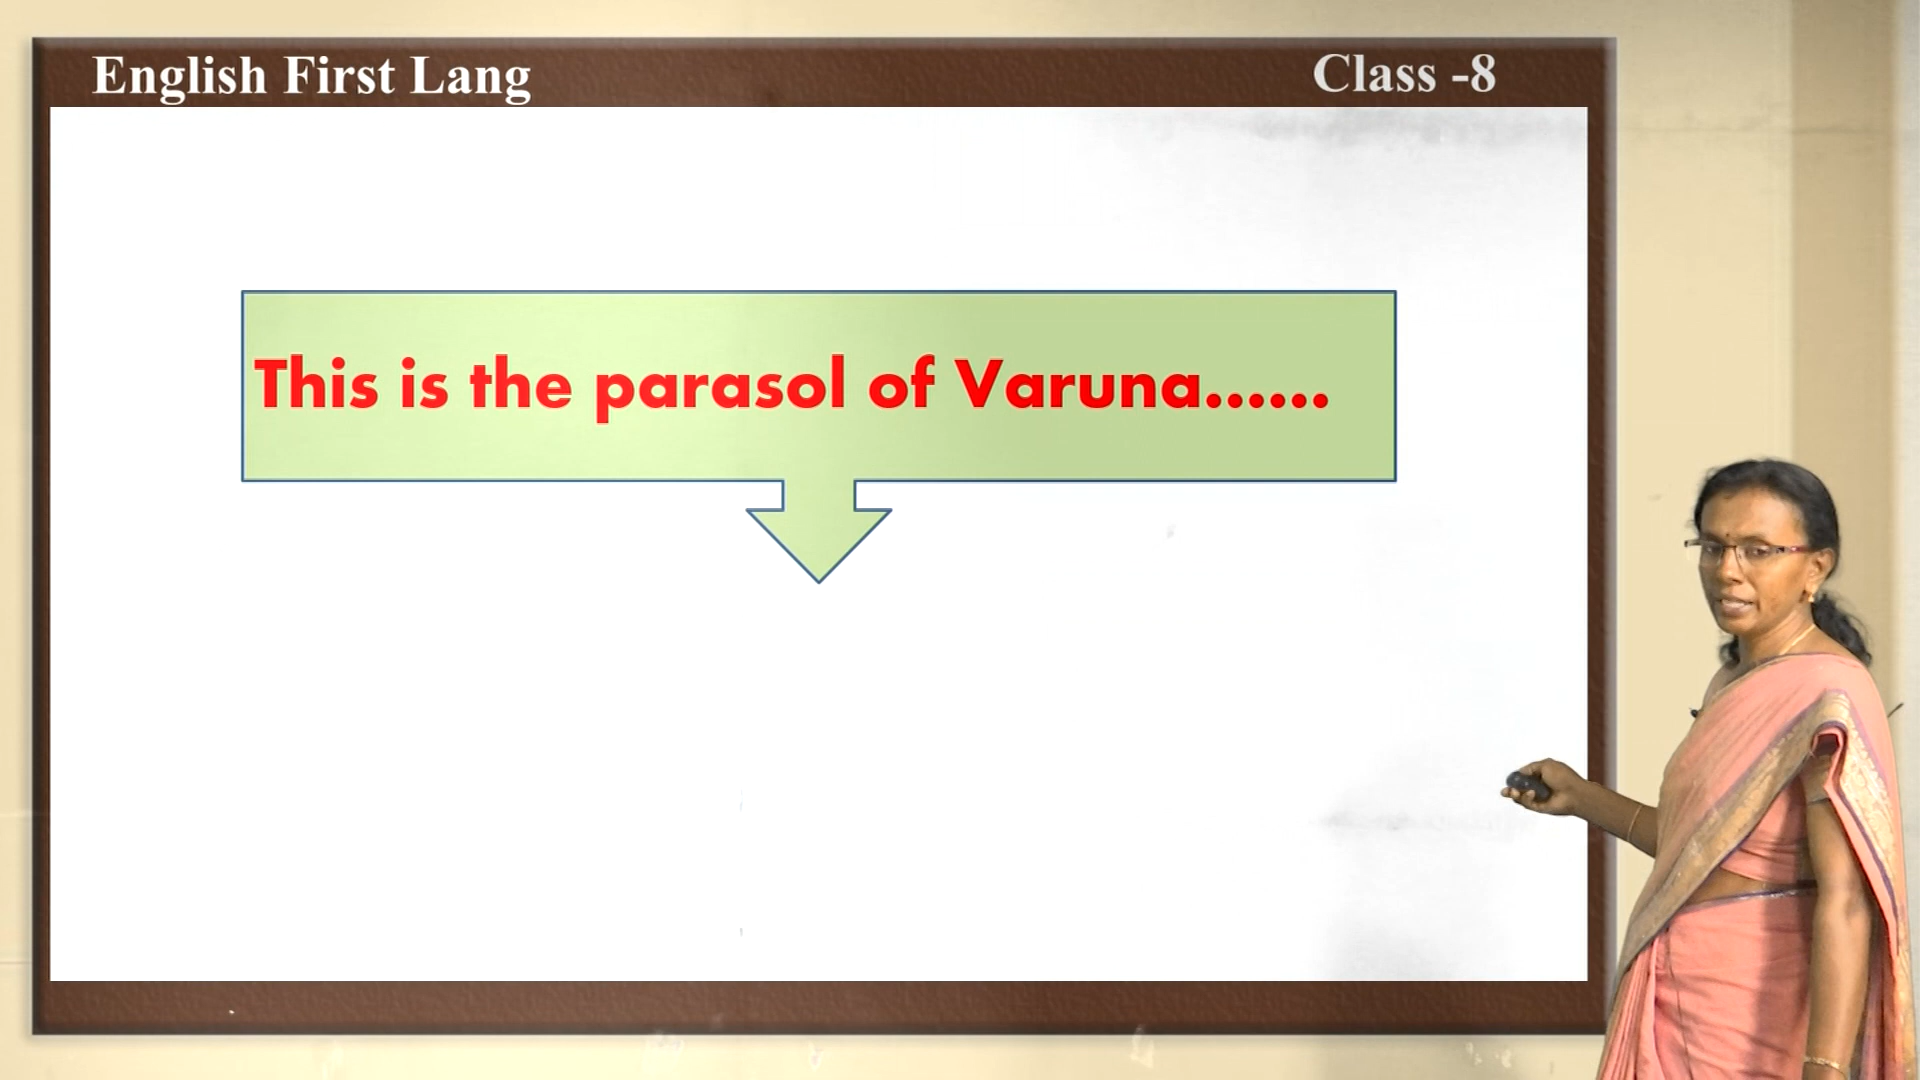 English First Lang
Class -8
This is the parasol of Varuna......